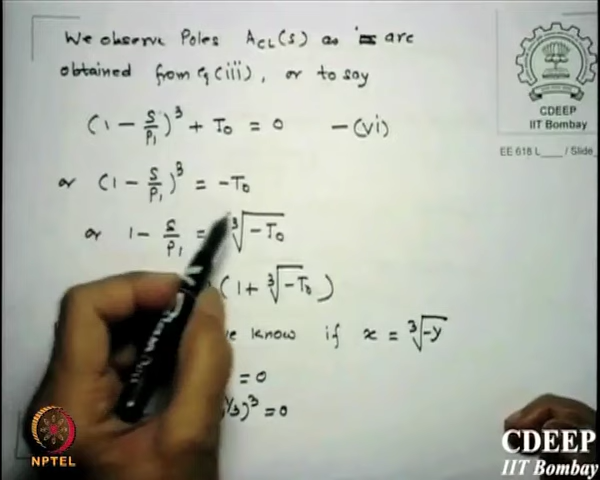 We observe Poles A_CL(s) as are
obtained from eq (iii), or to say
(1 - s/p₁)³ + T₀ = 0 — (vi)
or (1 - s/p₁)³ = -T₀
or 1 - s/p₁ = ∛(-T₀)
(1 + ∛(-T₀))
know if x = ∛(-y)
= 0
)³ = 0
CDEEP
IIT Bombay
EE 618 L____ / Slide_
NPTEL
CDEEP
IIT Bombay